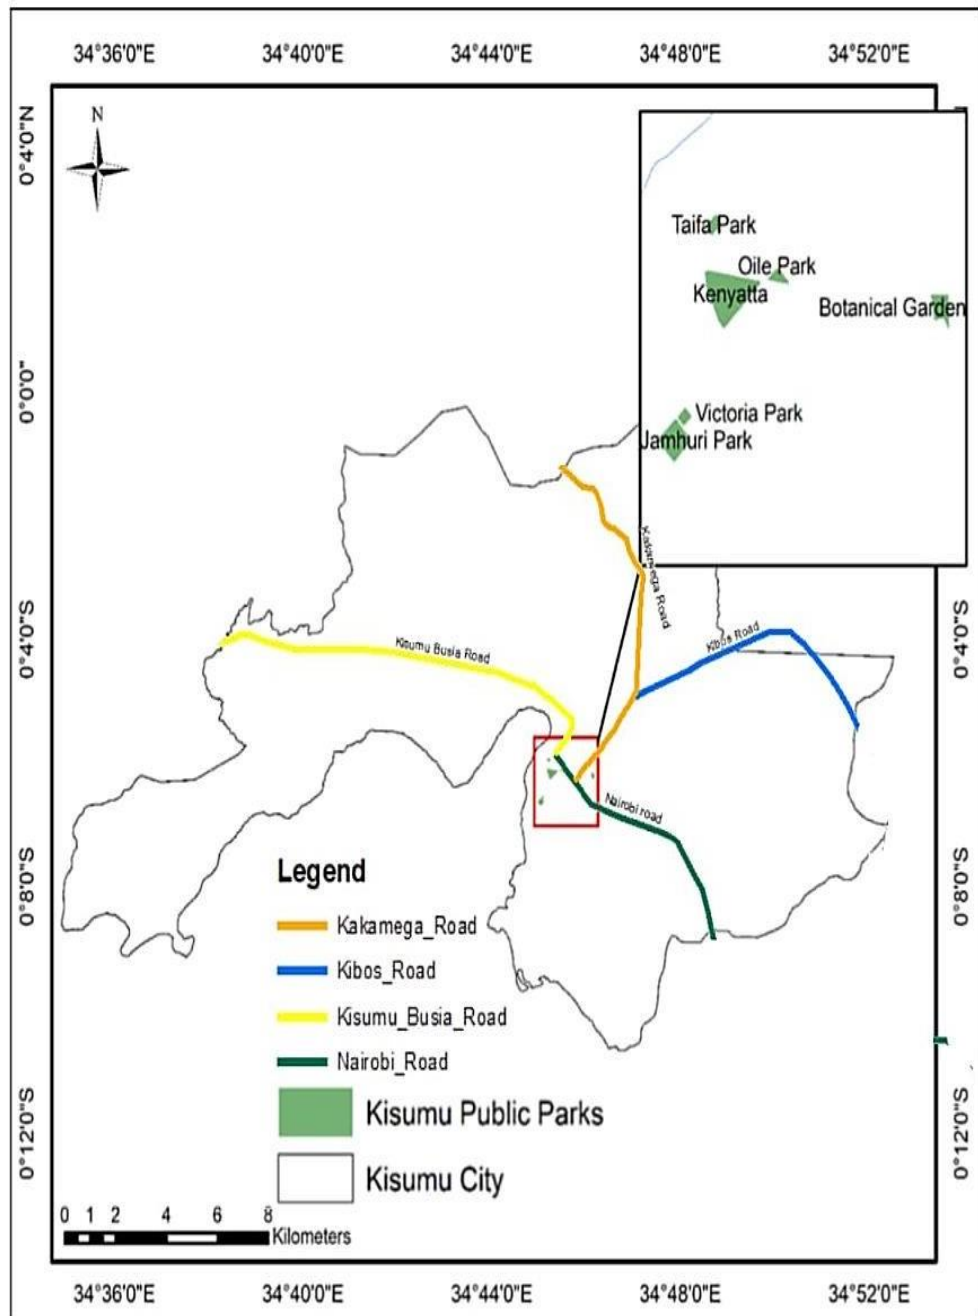 34°36'0"E 34°40'0"E 34°44'0"E 34°48'0"E 34°52'0"E
N
0°4'0"N
0°0'0"
0°4'0"S
0°8'0"S
0°12'0"S
Taifa Park
Oile Park
Kenyatta
Botanical Garden
Victoria Park
Jamhuri Park
Kakamega Road
Kibos Road
Kisumu Busia Road
Nairobi road
0°4'0"S
0°8'0"S
0°12'0"S
Legend
Kakamega_Road
Kibos_Road
Kisumu_Busia_Road
Nairobi_Road
Kisumu Public Parks
Kisumu City
0 1 2 4 6 8
Kilometers
34°36'0"E 34°40'0"E 34°44'0"E 34°48'0"E 34°52'0"E